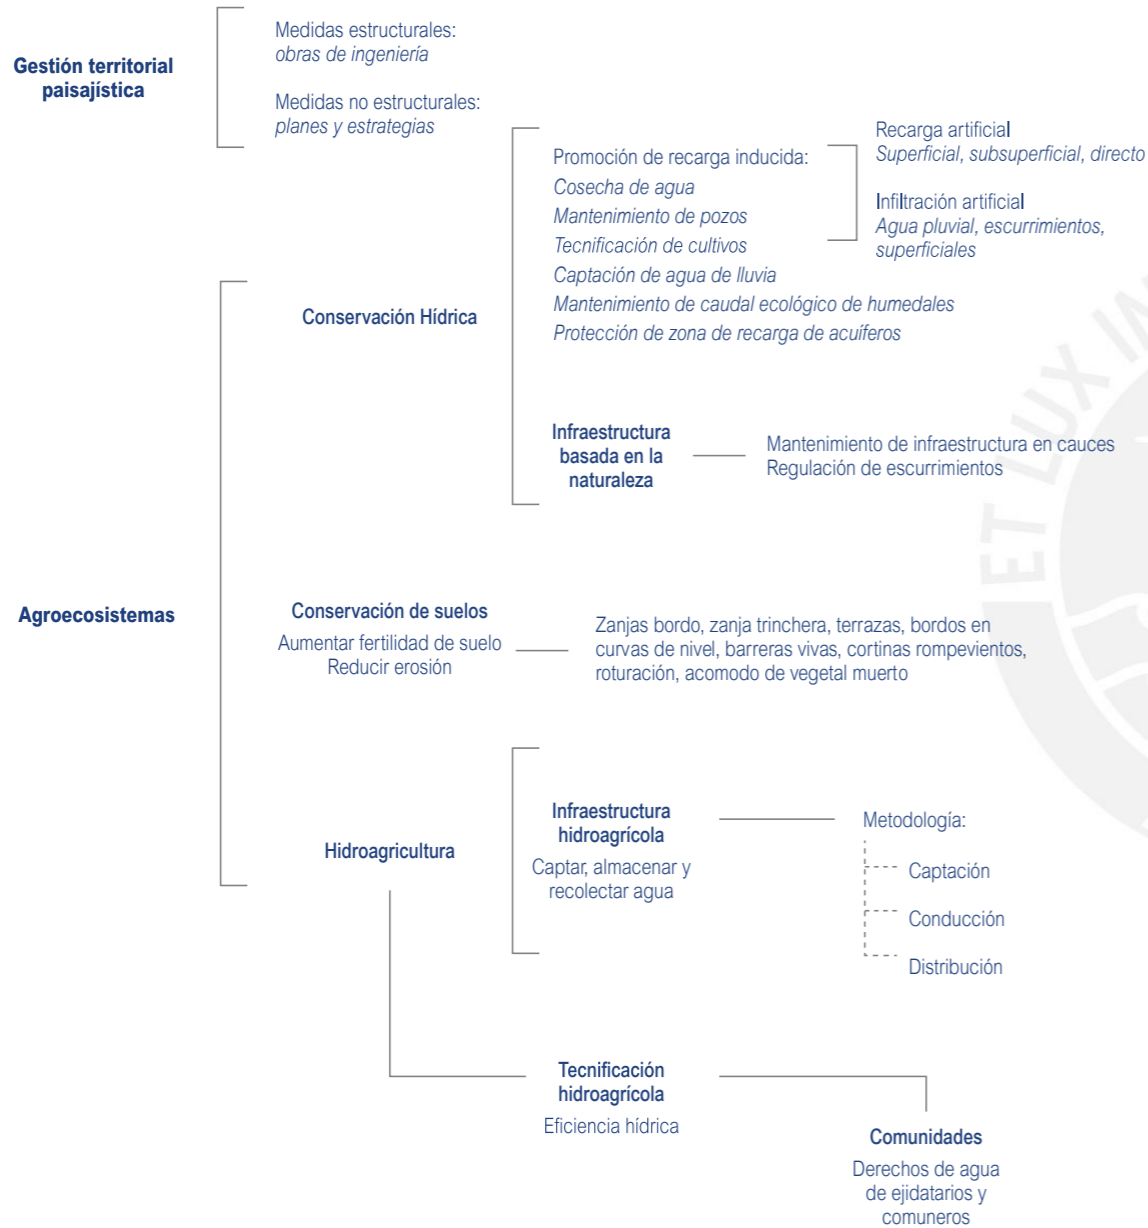 Gestión territorial
paisajística
Medidas estructurales:
obras de ingeniería
Medidas no estructurales:
planes y estrategias
Agroecosistemas
Conservación Hídrica
Promoción de recarga inducida:
Cosecha de agua
Mantenimiento de pozos
Tecnificación de cultivos
Captación de agua de lluvia
Mantenimiento de caudal ecológico de humedales
Protección de zona de recarga de acuíferos
Recarga artificial
Superficial, subsuperficial, directo
Infiltración artificial
Agua pluvial, escurrimientos,
superficiales
Infraestructura
basada en la
naturaleza
Mantenimiento de infraestructura en cauces
Regulación de escurrimientos
Conservación de suelos
Aumentar fertilidad de suelo
Reducir erosión
Zanjas bordo, zanja trinchera, terrazas, bordos en
curvas de nivel, barreras vivas, cortinas rompevientos,
roturación, acomodo de vegetal muerto
Hidroagricultura
Infraestructura
hidroagrícola
Captar, almacenar y
recolectar agua
Metodología:
Captación
Conducción
Distribución
Tecnificación
hidroagrícola
Eficiencia hídrica
Comunidades
Derechos de agua
de ejidatarios y
comuneros
ET LUX IN